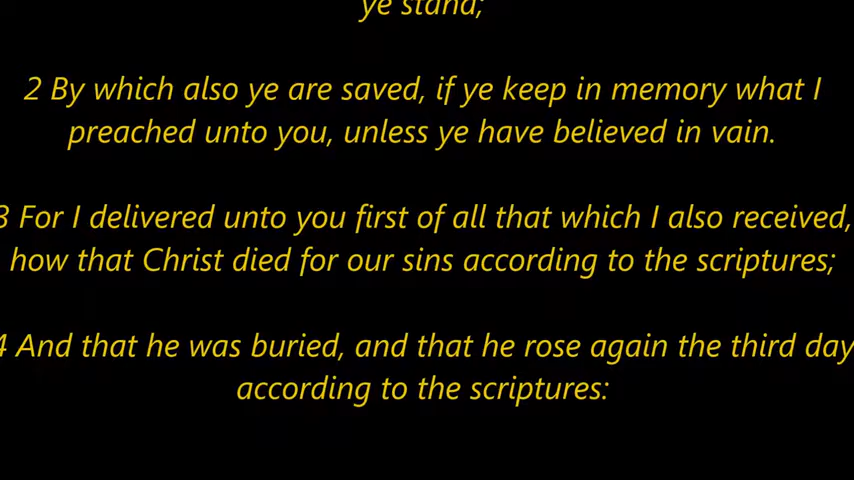 ye stand;
2 By which also ye are saved, if ye keep in memory what I
preached unto you, unless ye have believed in vain.
3 For I delivered unto you first of all that which I also received,
how that Christ died for our sins according to the scriptures;
4 And that he was buried, and that he rose again the third day
according to the scriptures: